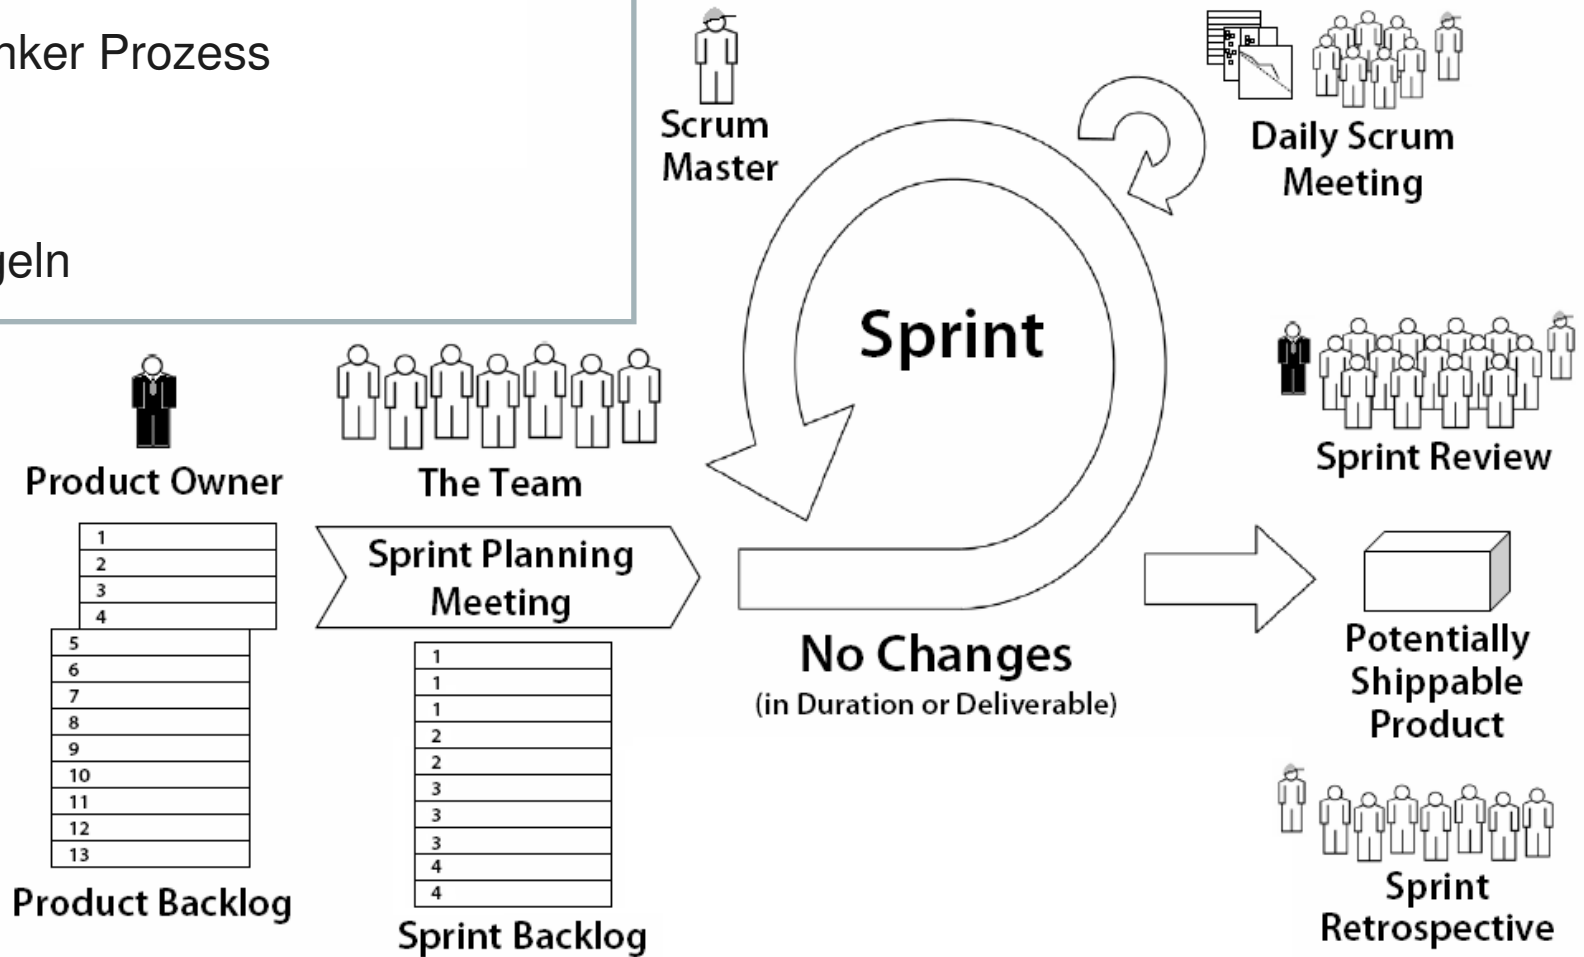 nker Prozess
geln
Scrum
Master
Daily Scrum
Meeting
Sprint
Product Owner
The Team
Sprint Review
1
2
3
4
5
6
7
8
9
10
11
12
13
Product Backlog
Sprint Planning
Meeting
1
1
1
2
2
3
3
3
4
4
Sprint Backlog
No Changes
(in Duration or Deliverable)
Potentially
Shippable
Product
Sprint
Retrospective